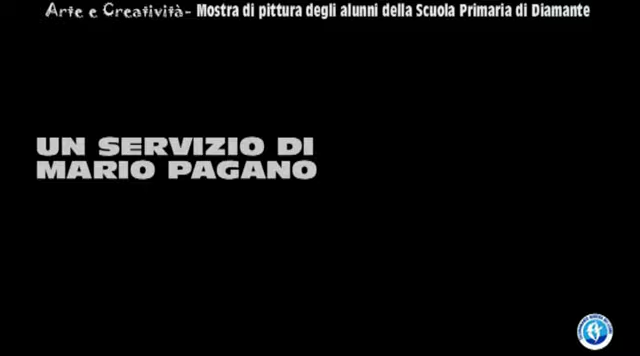 Arte e Creatività- Mostra di pittura degli alunni della Scuola Primaria di Diamante
UN SERVIZIO DI
MARIO PAGANO